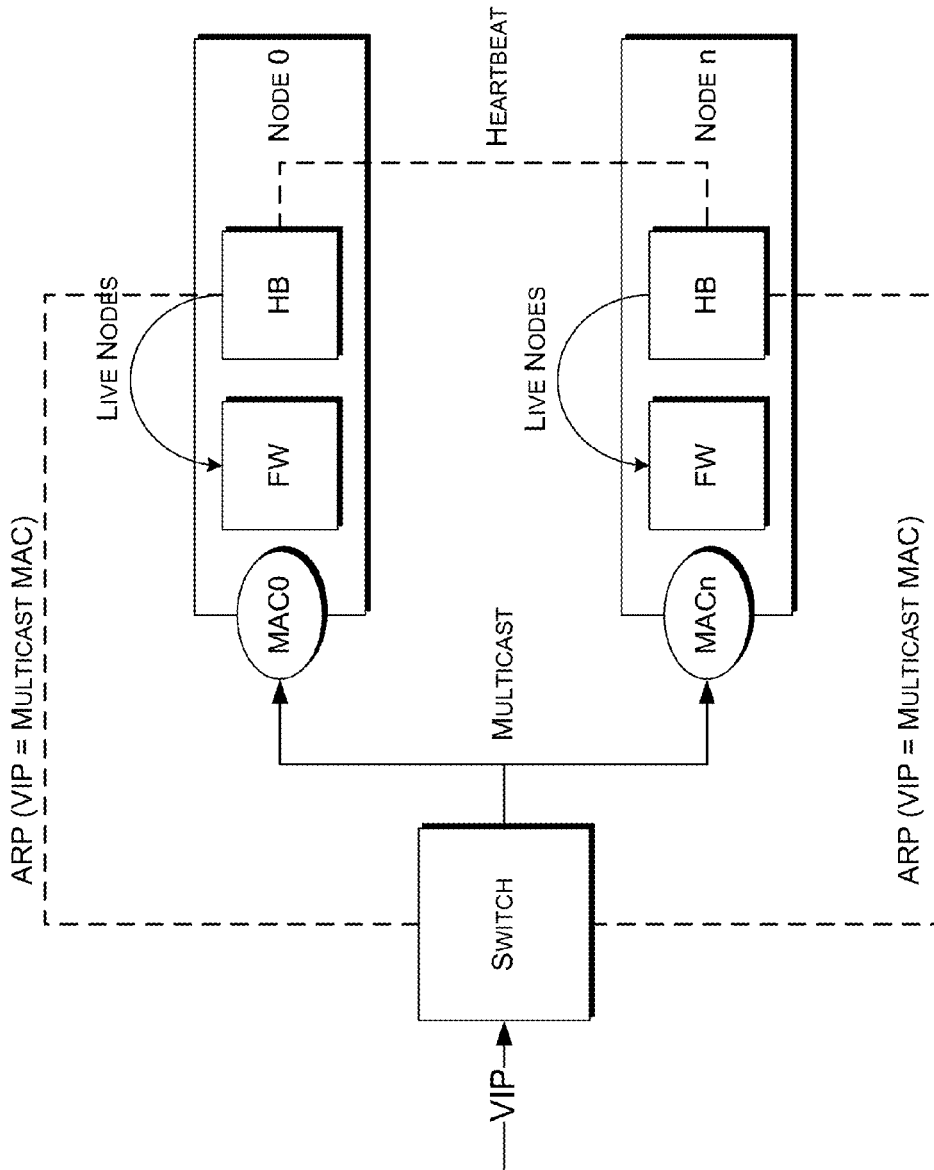 ARP (VIP = MULTICAST MAC)
LIVE NODES
MAC0
FW
HB
NODE 0
VIP
SWITCH
MULTICAST
HEARTBEAT
LIVE NODES
MACn
FW
HB
NODE n
ARP (VIP = MULTICAST MAC)